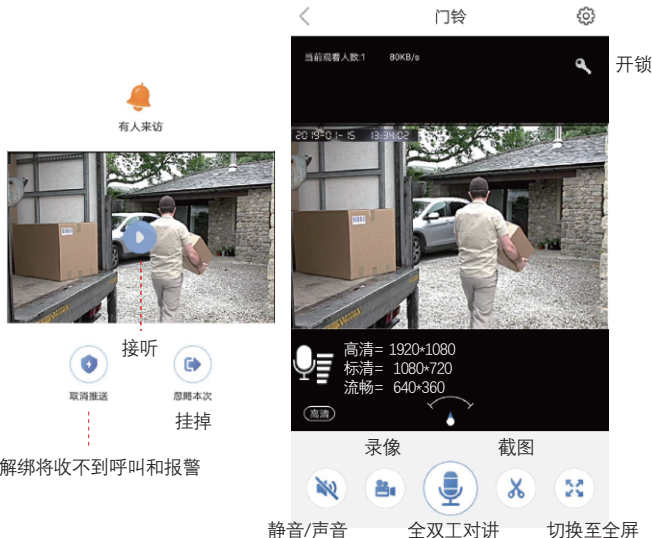 有人来访
接听
取消推送
忽略本次
挂掉
解绑将收不到呼叫和报警
门铃
当前观看人数:1 80KB/s
开锁
2019-01-15 13:34:02
高清= 1920*1080
标清= 1080*720
流畅= 640*360
高清
录像
截图
静音/声音
全双工对讲
切换至全屏